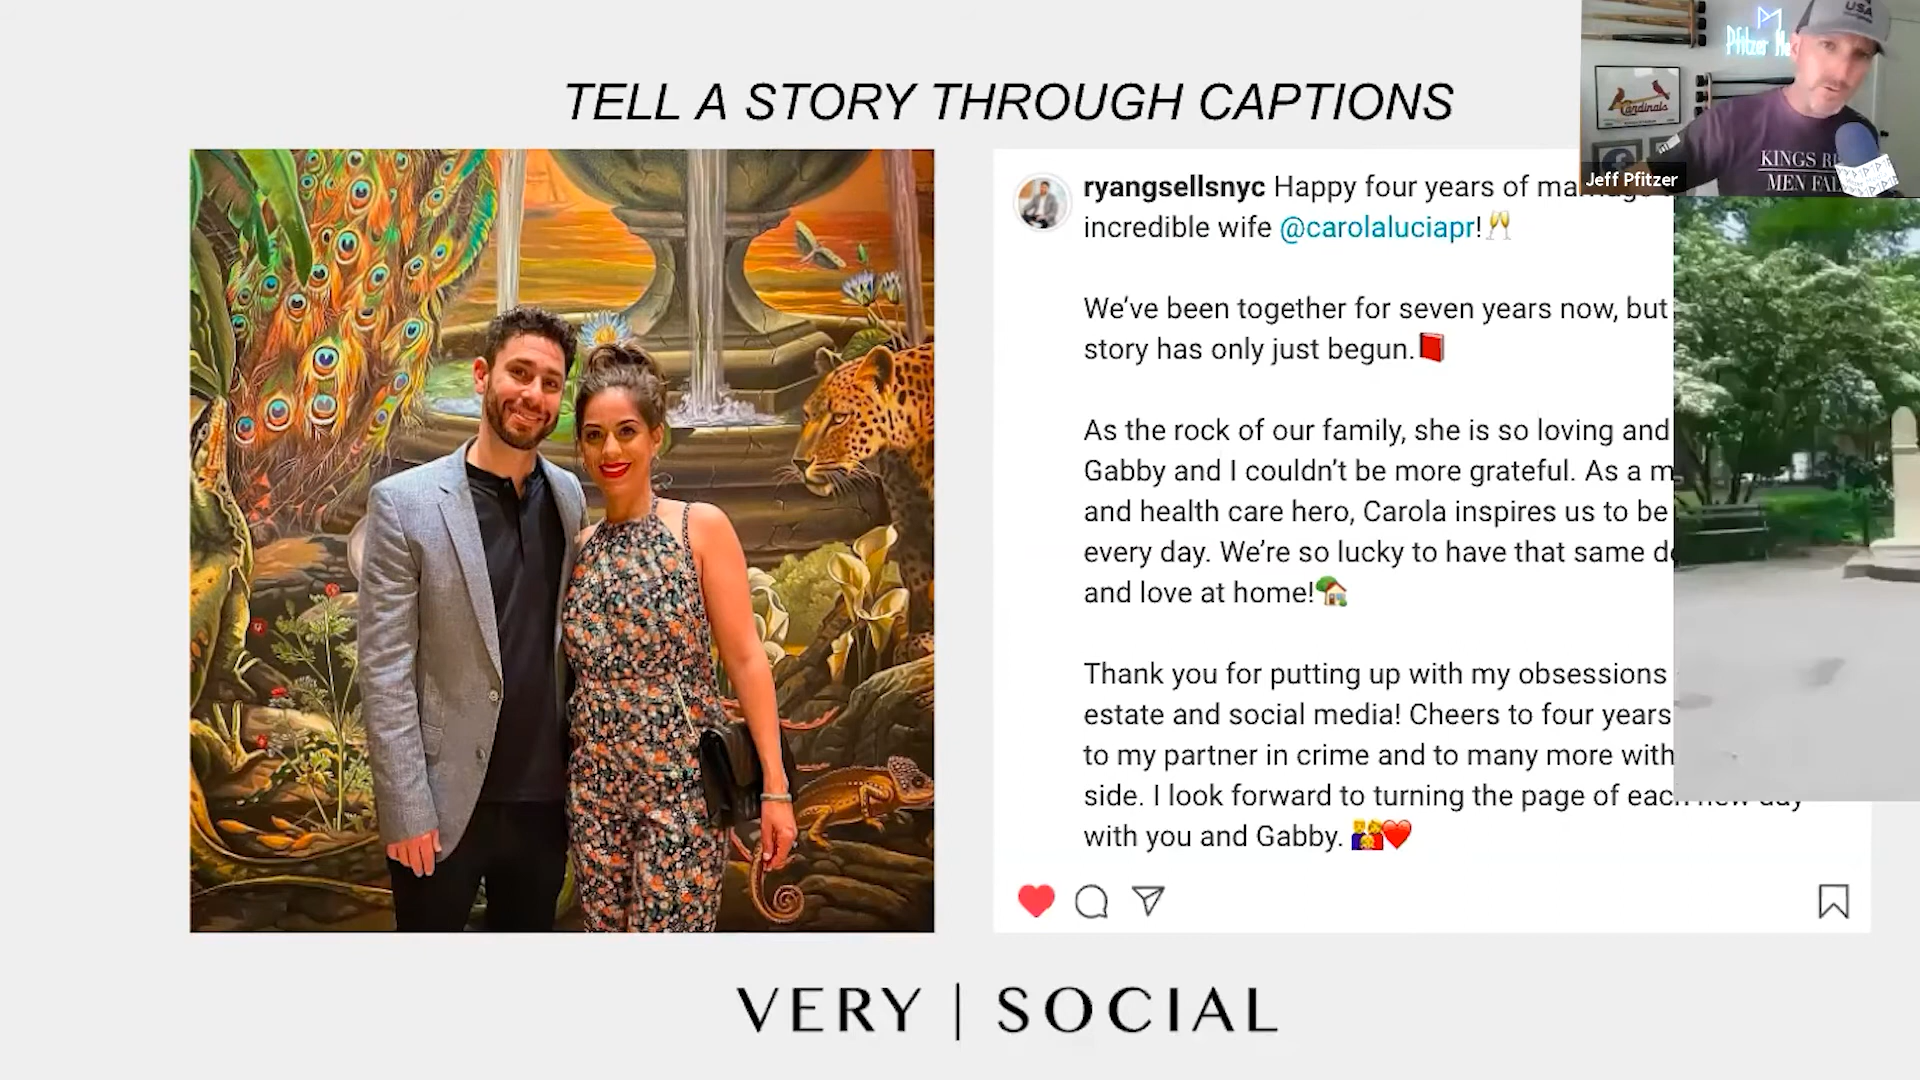 TELL A STORY THROUGH CAPTIONS
USA
Pfitzer
Cardinals
KINGS
MEN
Jeff Pfitzer
ryangsellsnyc Happy four years of marriage
incredible wife @carolaluciapr!🥂
We've been together for seven years now, but
story has only just begun.📕
As the rock of our family, she is so loving and
Gabby and I couldn't be more grateful. As a m
and health care hero, Carola inspires us to be
every day. We're so lucky to have that same
and love at home!🏡
Thank you for putting up with my obsessions
estate and social media! Cheers to four years
to my partner in crime and to many more with
side. I look forward to turning the page of each new day
with you and Gabby. 👨‍👩‍👧❤️
VERY | SOCIAL